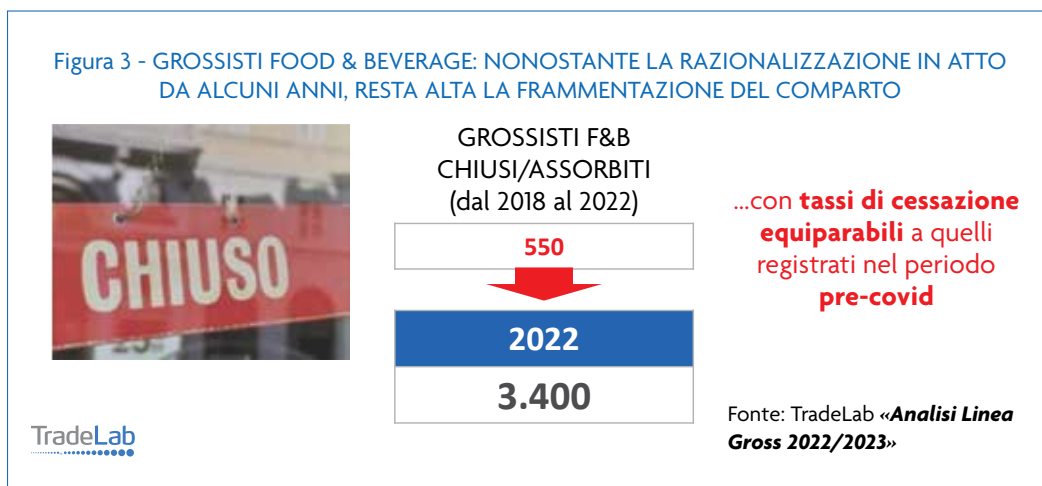 Figura 3 - GROSSISTI FOOD & BEVERAGE: NONOSTANTE LA RAZIONALIZZAZIONE IN ATTO
DA ALCUNI ANNI, RESTA ALTA LA FRAMMENTAZIONE DEL COMPARTO
CHIUSO
GROSSISTI F&B
CHIUSI/ASSORBITI
(dal 2018 al 2022)
550
2022
3.400
...con tassi di cessazione
equiparabili a quelli
registrati nel periodo
pre-covid
Fonte: TradeLab «Analisi Linea
Gross 2022/2023»
TradeLab